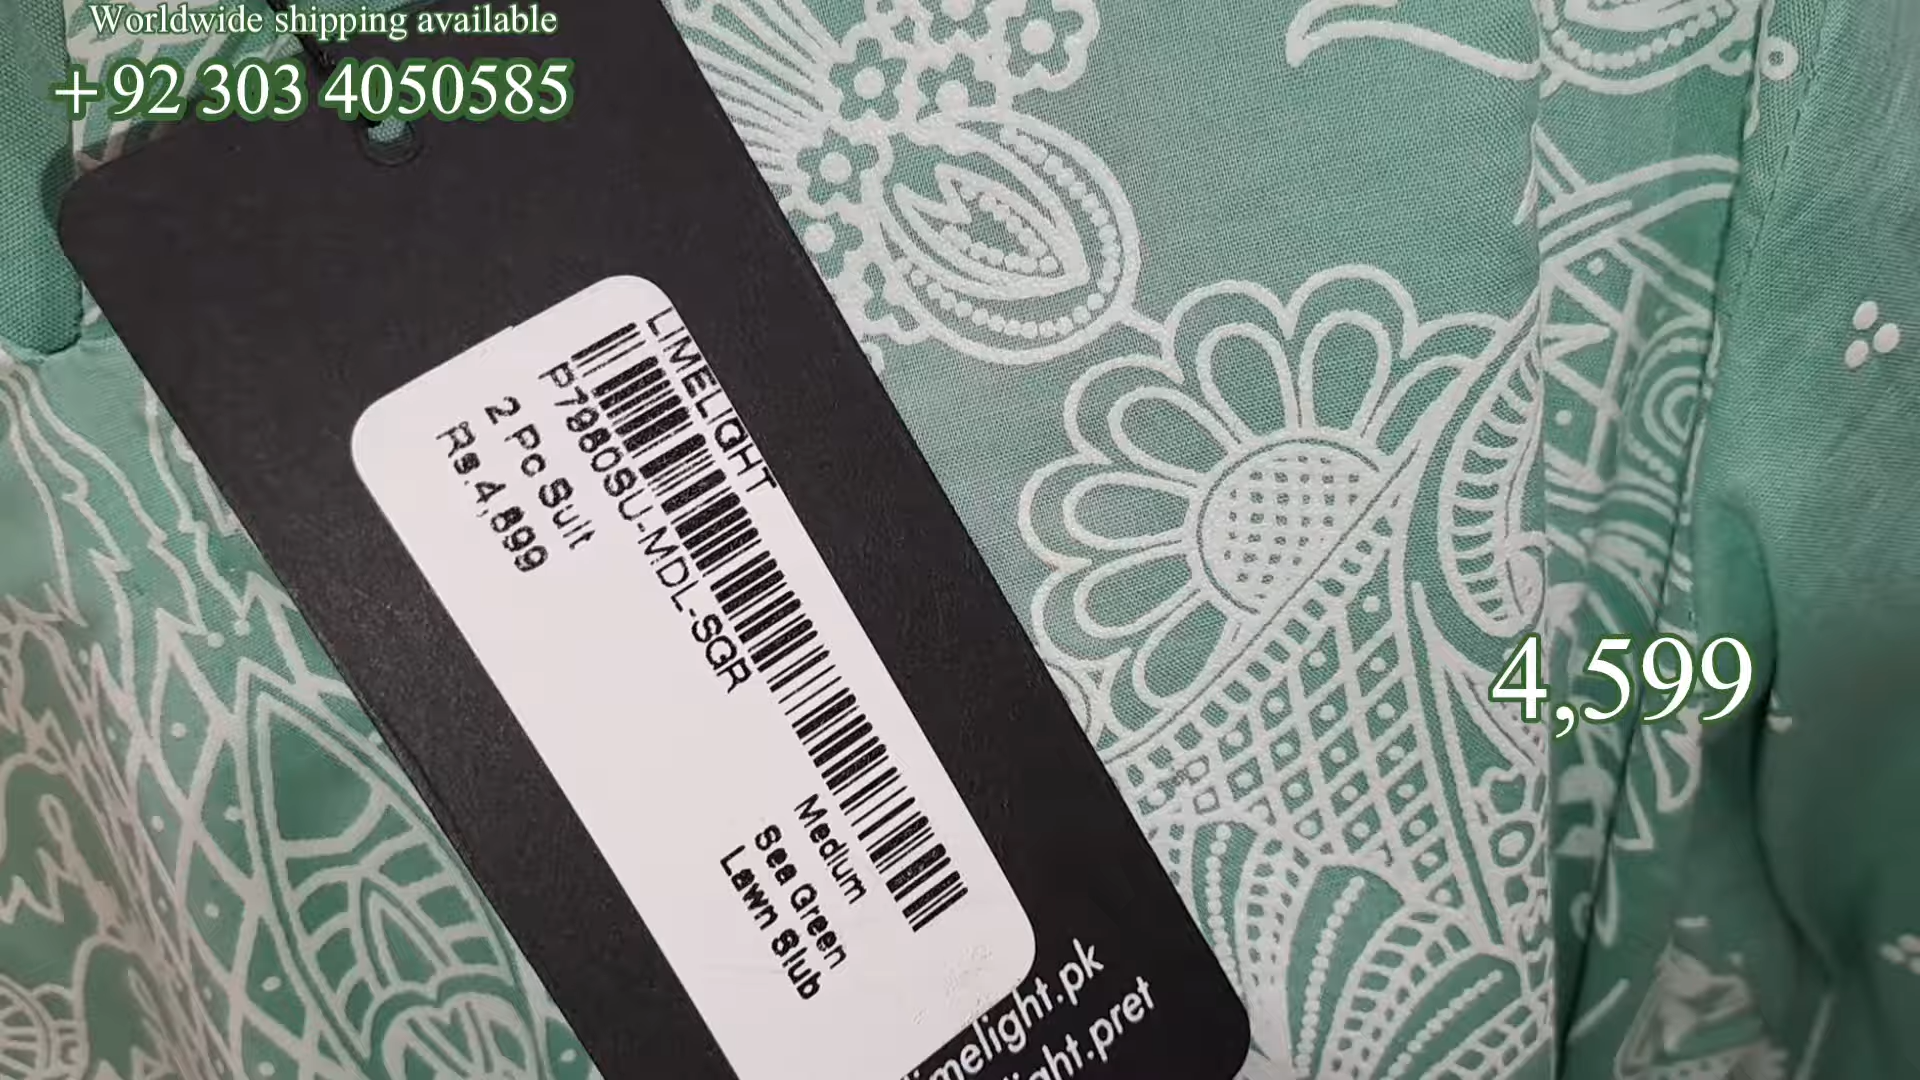 Worldwide shipping available
+92 303 4050585
LIMELIGHT
P7980SU-MDL-SGR
2 Pc Suit
Rs.4,899
Medium
Sea Green
Lawn Slub
limelight.pk
light.pret
4,599